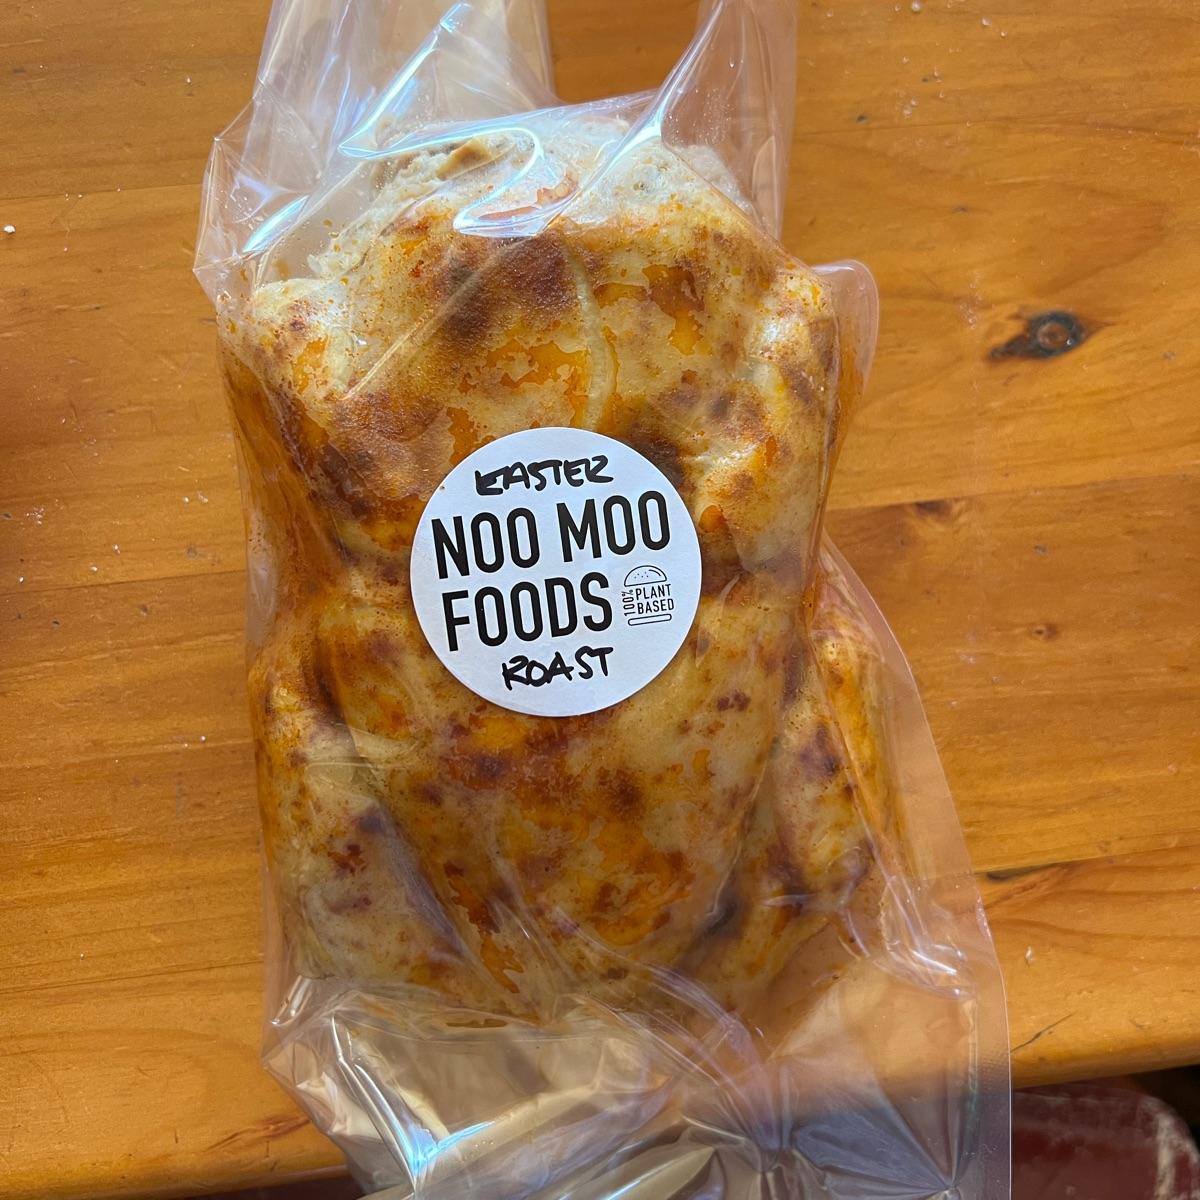 EASTER
NOO MOO
FOODS
100% PLANT
BASED
ROAST